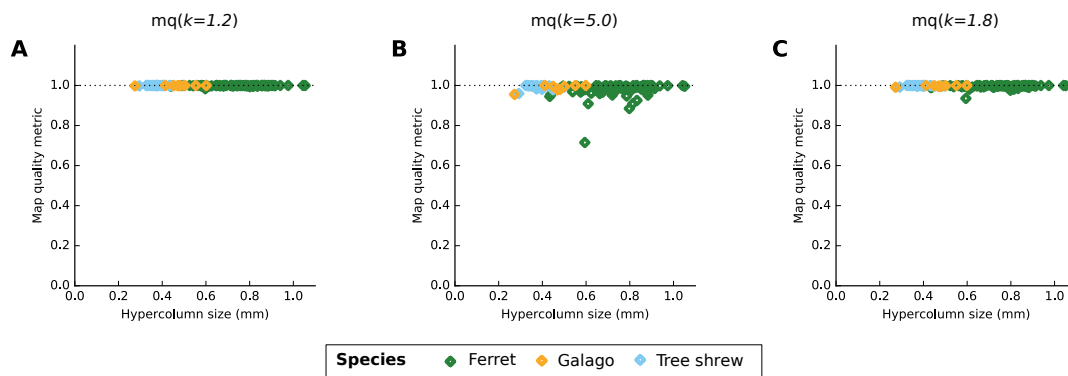 mq(k=1.2)
mq(k=5.0)
mq(k=1.8)
A
B
C
Map quality metric
1.0
0.8
0.6
0.4
0.2
0.0
0.0 0.2 0.4 0.6 0.8 1.0
Hypercolumn size (mm)
Map quality metric
1.0
0.8
0.6
0.4
0.2
0.0
0.0 0.2 0.4 0.6 0.8 1.0
Hypercolumn size (mm)
Map quality metric
1.0
0.8
0.6
0.4
0.2
0.0
0.0 0.2 0.4 0.6 0.8 1.0
Hypercolumn size (mm)
Species Ferret Galago Tree shrew